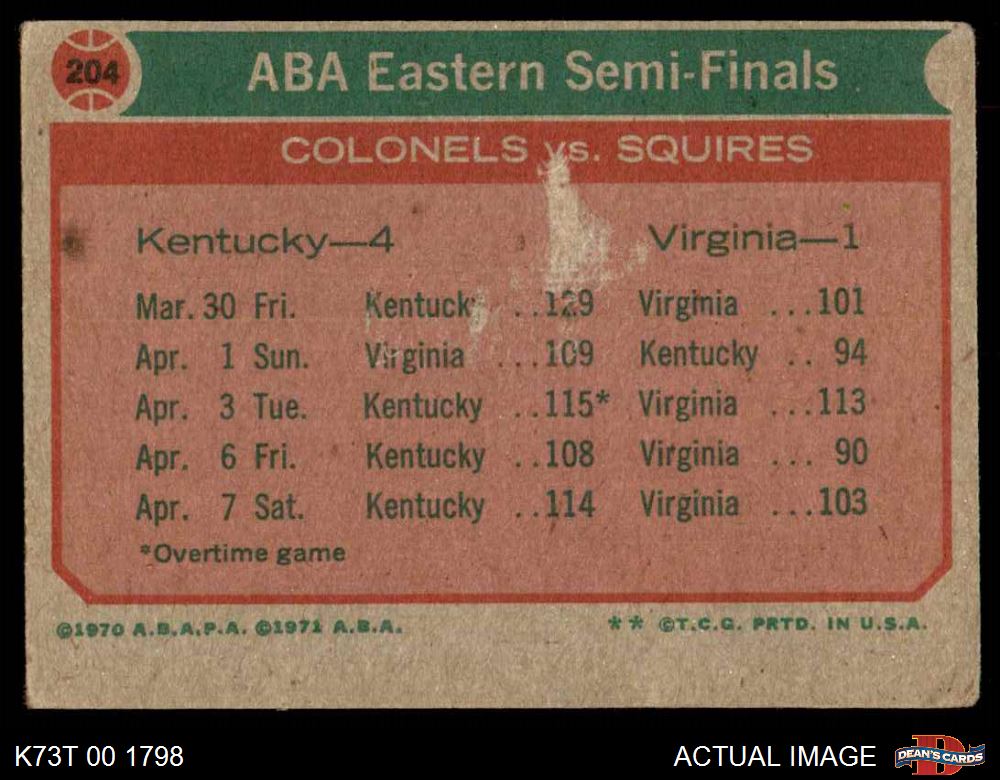 204
ABA Eastern Semi-Finals
COLONELS vs. SQUIRES
Kentucky—4 Virginia—1
Mar. 30 Fri. Kentucky ..129 Virginia ...101
Apr. 1 Sun. Virginia ...109 Kentucky .. 94
Apr. 3 Tue. Kentucky ..115* Virginia ...113
Apr. 6 Fri. Kentucky ..108 Virginia ... 90
Apr. 7 Sat. Kentucky ..114 Virginia ...103
*Overtime game
©1970 A.B.A.P.A. ©1971 A.B.A. ** ©T.C.G. PRTD. IN U.S.A.
K73T 00 1798 ACTUAL IMAGE DEAN'S CARDS